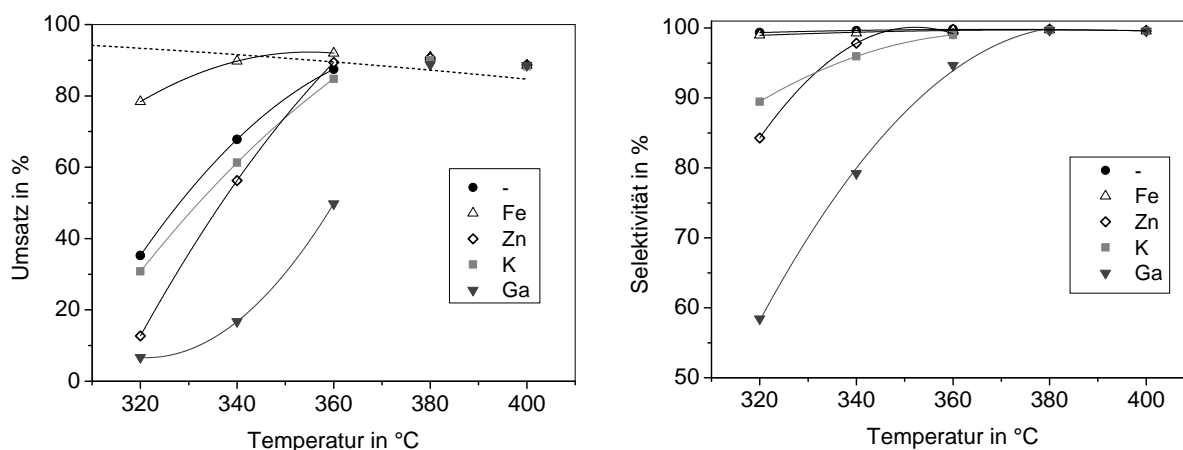 100
80
60
40
20
0
Umsatz in %
320 340 360 380 400
Temperatur in °C
-
Fe
Zn
K
Ga
100
90
80
70
60
50
Selektivität in %
320 340 360 380 400
Temperatur in °C
-
Fe
Zn
K
Ga